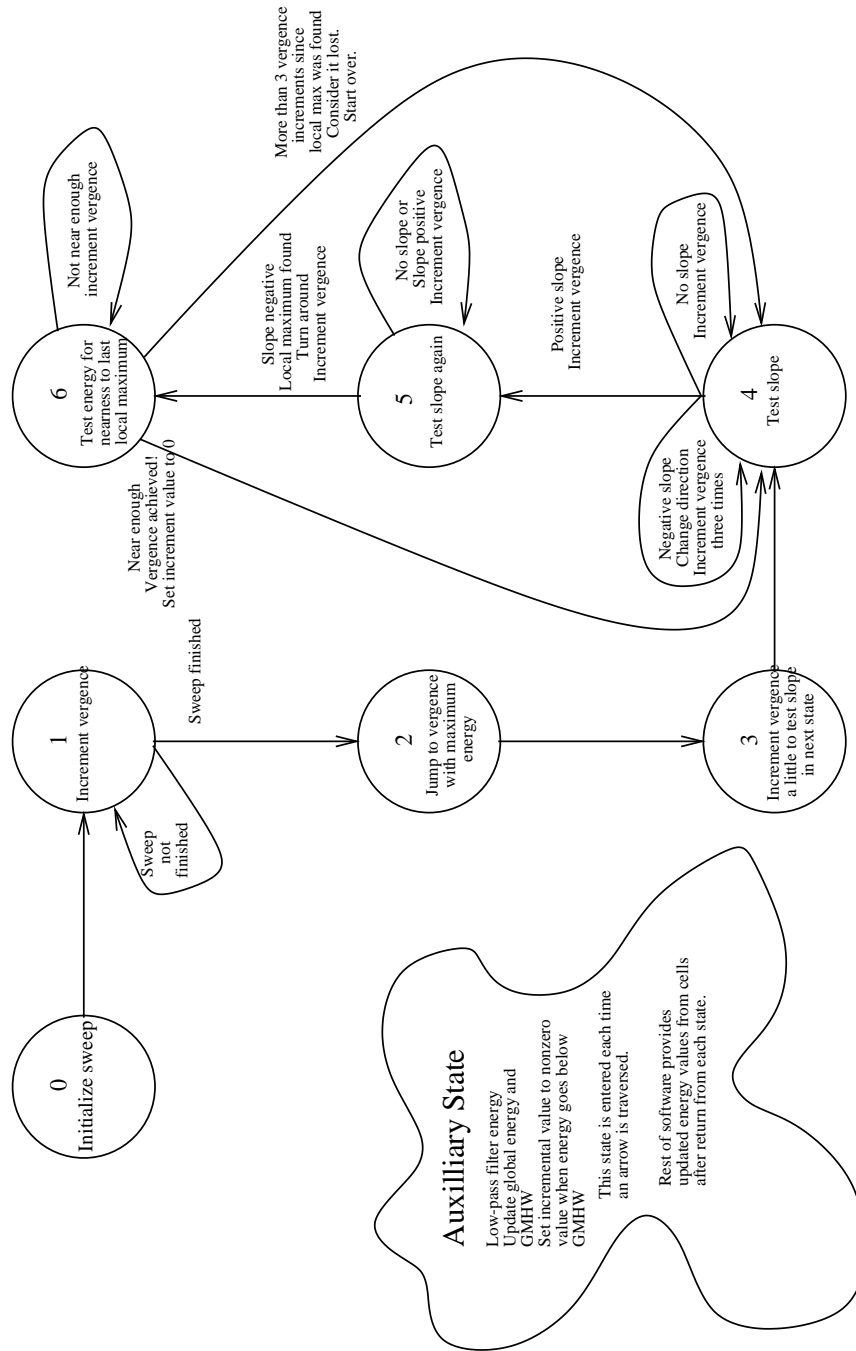 0
Initialize sweep
1
Increment vergence
Sweep
not
finished
Sweep finished
2
Jump to vergence
with maximum
energy
3
Increment vergence
a little to test slope
in next state
4
Test slope
Negative slope
Change direction
Increment vergence
three times
No slope
Increment vergence
Positive slope
Increment vergence
5
Test slope again
No slope or
Slope positive
Increment vergence
Slope negative
Local maximum found
Turn around
Increment vergence
6
Test energy for
nearness to last
local maximum
Not near enough
increment vergence
Near enough
Vergence achieved!
Set increment value to 0
More than 3 vergence
increments since
local max was found
Consider it lost.
Start over.
Auxilliary State
Low-pass filter energy
Update global energy and
GMHW
Set incremental value to nonzero
value when energy goes below
GMHW
This state is entered each time
an arrow is traversed.
Rest of software provides
updated energy values from cells
after return from each state.